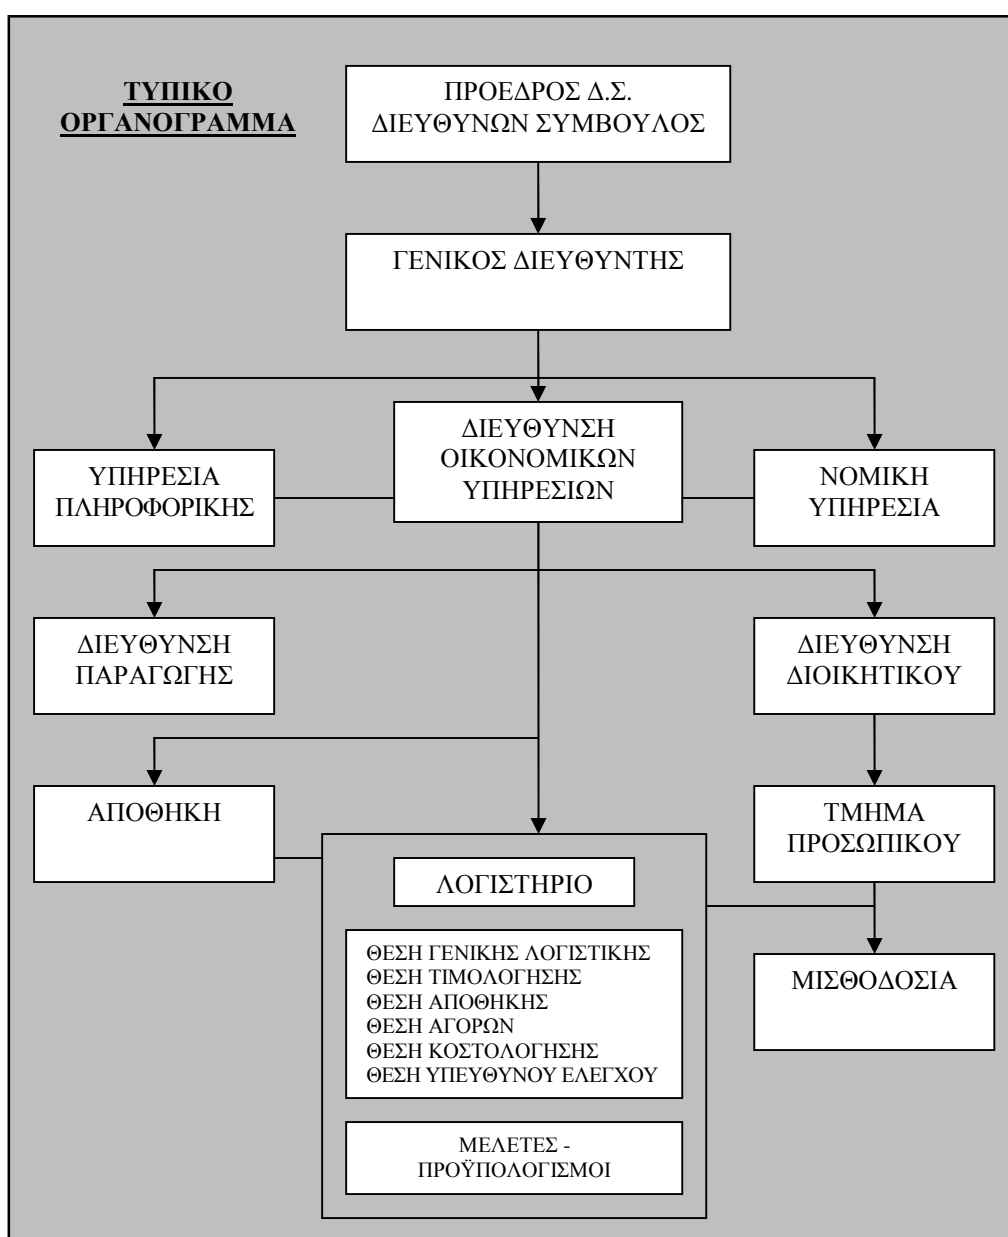 ΤΥΠΙΚΟ
ΟΡΓΑΝΟΓΡΑΜΜΑ
ΠΡΟΕΔΡΟΣ Δ.Σ.
ΔΙΕΥΘΥΝΩΝ ΣΥΜΒΟΥΛΟΣ
ΓΕΝΙΚΟΣ ΔΙΕΥΘΥΝΤΗΣ
ΥΠΗΡΕΣΙΑ
ΠΛΗΡΟΦΟΡΙΚΗΣ
ΔΙΕΥΘΥΝΣΗ
ΟΙΚΟΝΟΜΙΚΩΝ
ΥΠΗΡΕΣΙΩΝ
ΝΟΜΙΚΗ
ΥΠΗΡΕΣΙΑ
ΔΙΕΥΘΥΝΣΗ
ΠΑΡΑΓΩΓΗΣ
ΔΙΕΥΘΥΝΣΗ
ΔΙΟΙΚΗΤΙΚΟΥ
ΑΠΟΘΗΚΗ
ΤΜΗΜΑ
ΠΡΟΣΩΠΙΚΟΥ
ΛΟΓΙΣΤΗΡΙΟ
ΘΕΣΗ ΓΕΝΙΚΗΣ ΛΟΓΙΣΤΙΚΗΣ
ΘΕΣΗ ΤΙΜΟΛΟΓΗΣΗΣ
ΘΕΣΗ ΑΠΟΘΗΚΗΣ
ΘΕΣΗ ΑΓΟΡΩΝ
ΘΕΣΗ ΚΟΣΤΟΛΟΓΗΣΗΣ
ΘΕΣΗ ΥΠΕΥΘΥΝΟΥ ΕΛΕΓΧΟΥ
ΜΙΣΘΟΔΟΣΙΑ
ΜΕΛΕΤΕΣ -
ΠΡΟΫΠΟΛΟΓΙΣΜΟΙ